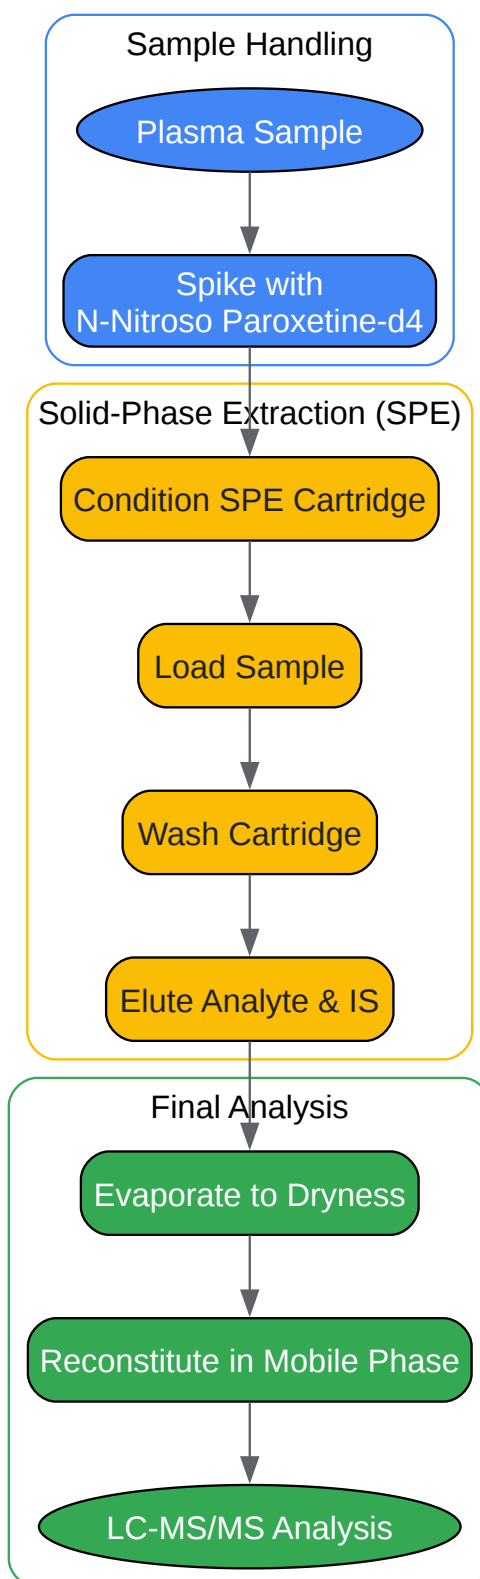 Sample Handling
Plasma Sample
Spike with
N-Nitroso Paroxetine-d4
Solid-Phase Extraction (SPE)
Condition SPE Cartridge
Load Sample
Wash Cartridge
Elute Analyte & IS
Final Analysis
Evaporate to Dryness
Reconstitute in Mobile Phase
LC-MS/MS Analysis